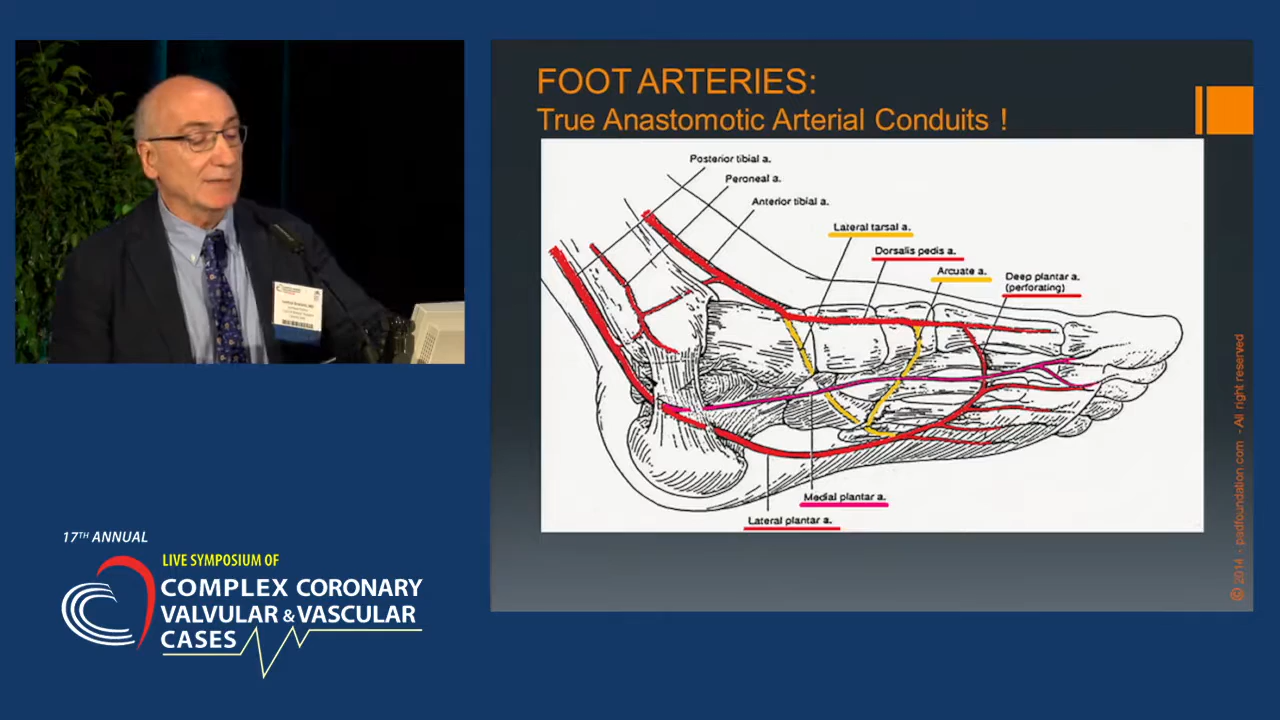 FOOT ARTERIES:
True Anastomotic Arterial Conduits !
Posterior tibial a.
Peroneal a.
Anterior tibial a.
Lateral tarsal a.
Dorsalis pedis a.
Arcuate a.
Deep plantar a.
(perforating)
Medial plantar a.
Lateral plantar a.
© 2014 - padfoundation.com - All right reserved
17TH ANNUAL
LIVE SYMPOSIUM OF
COMPLEX CORONARY
VALVULAR & VASCULAR
CASES